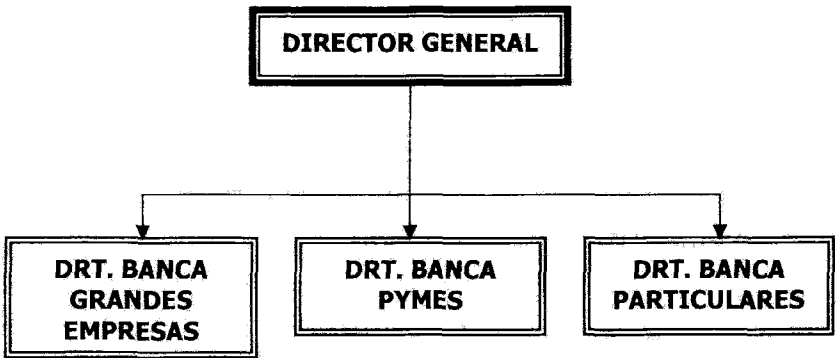 DIRECTOR GENERAL
DRT. BANCA
GRANDES
EMPRESAS
DRT. BANCA
PYMES
DRT. BANCA
PARTICULARES